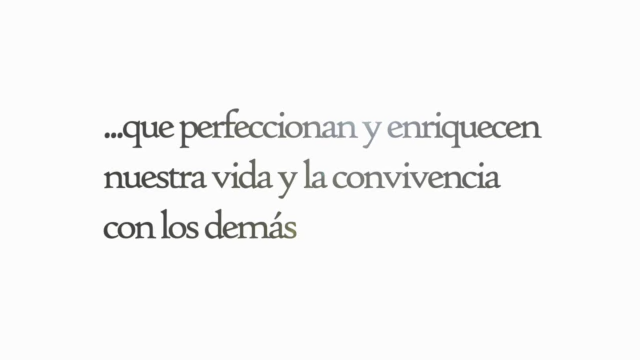 ...que perfeccionan y enriquecen
nuestra vida y la convivencia
con los demás